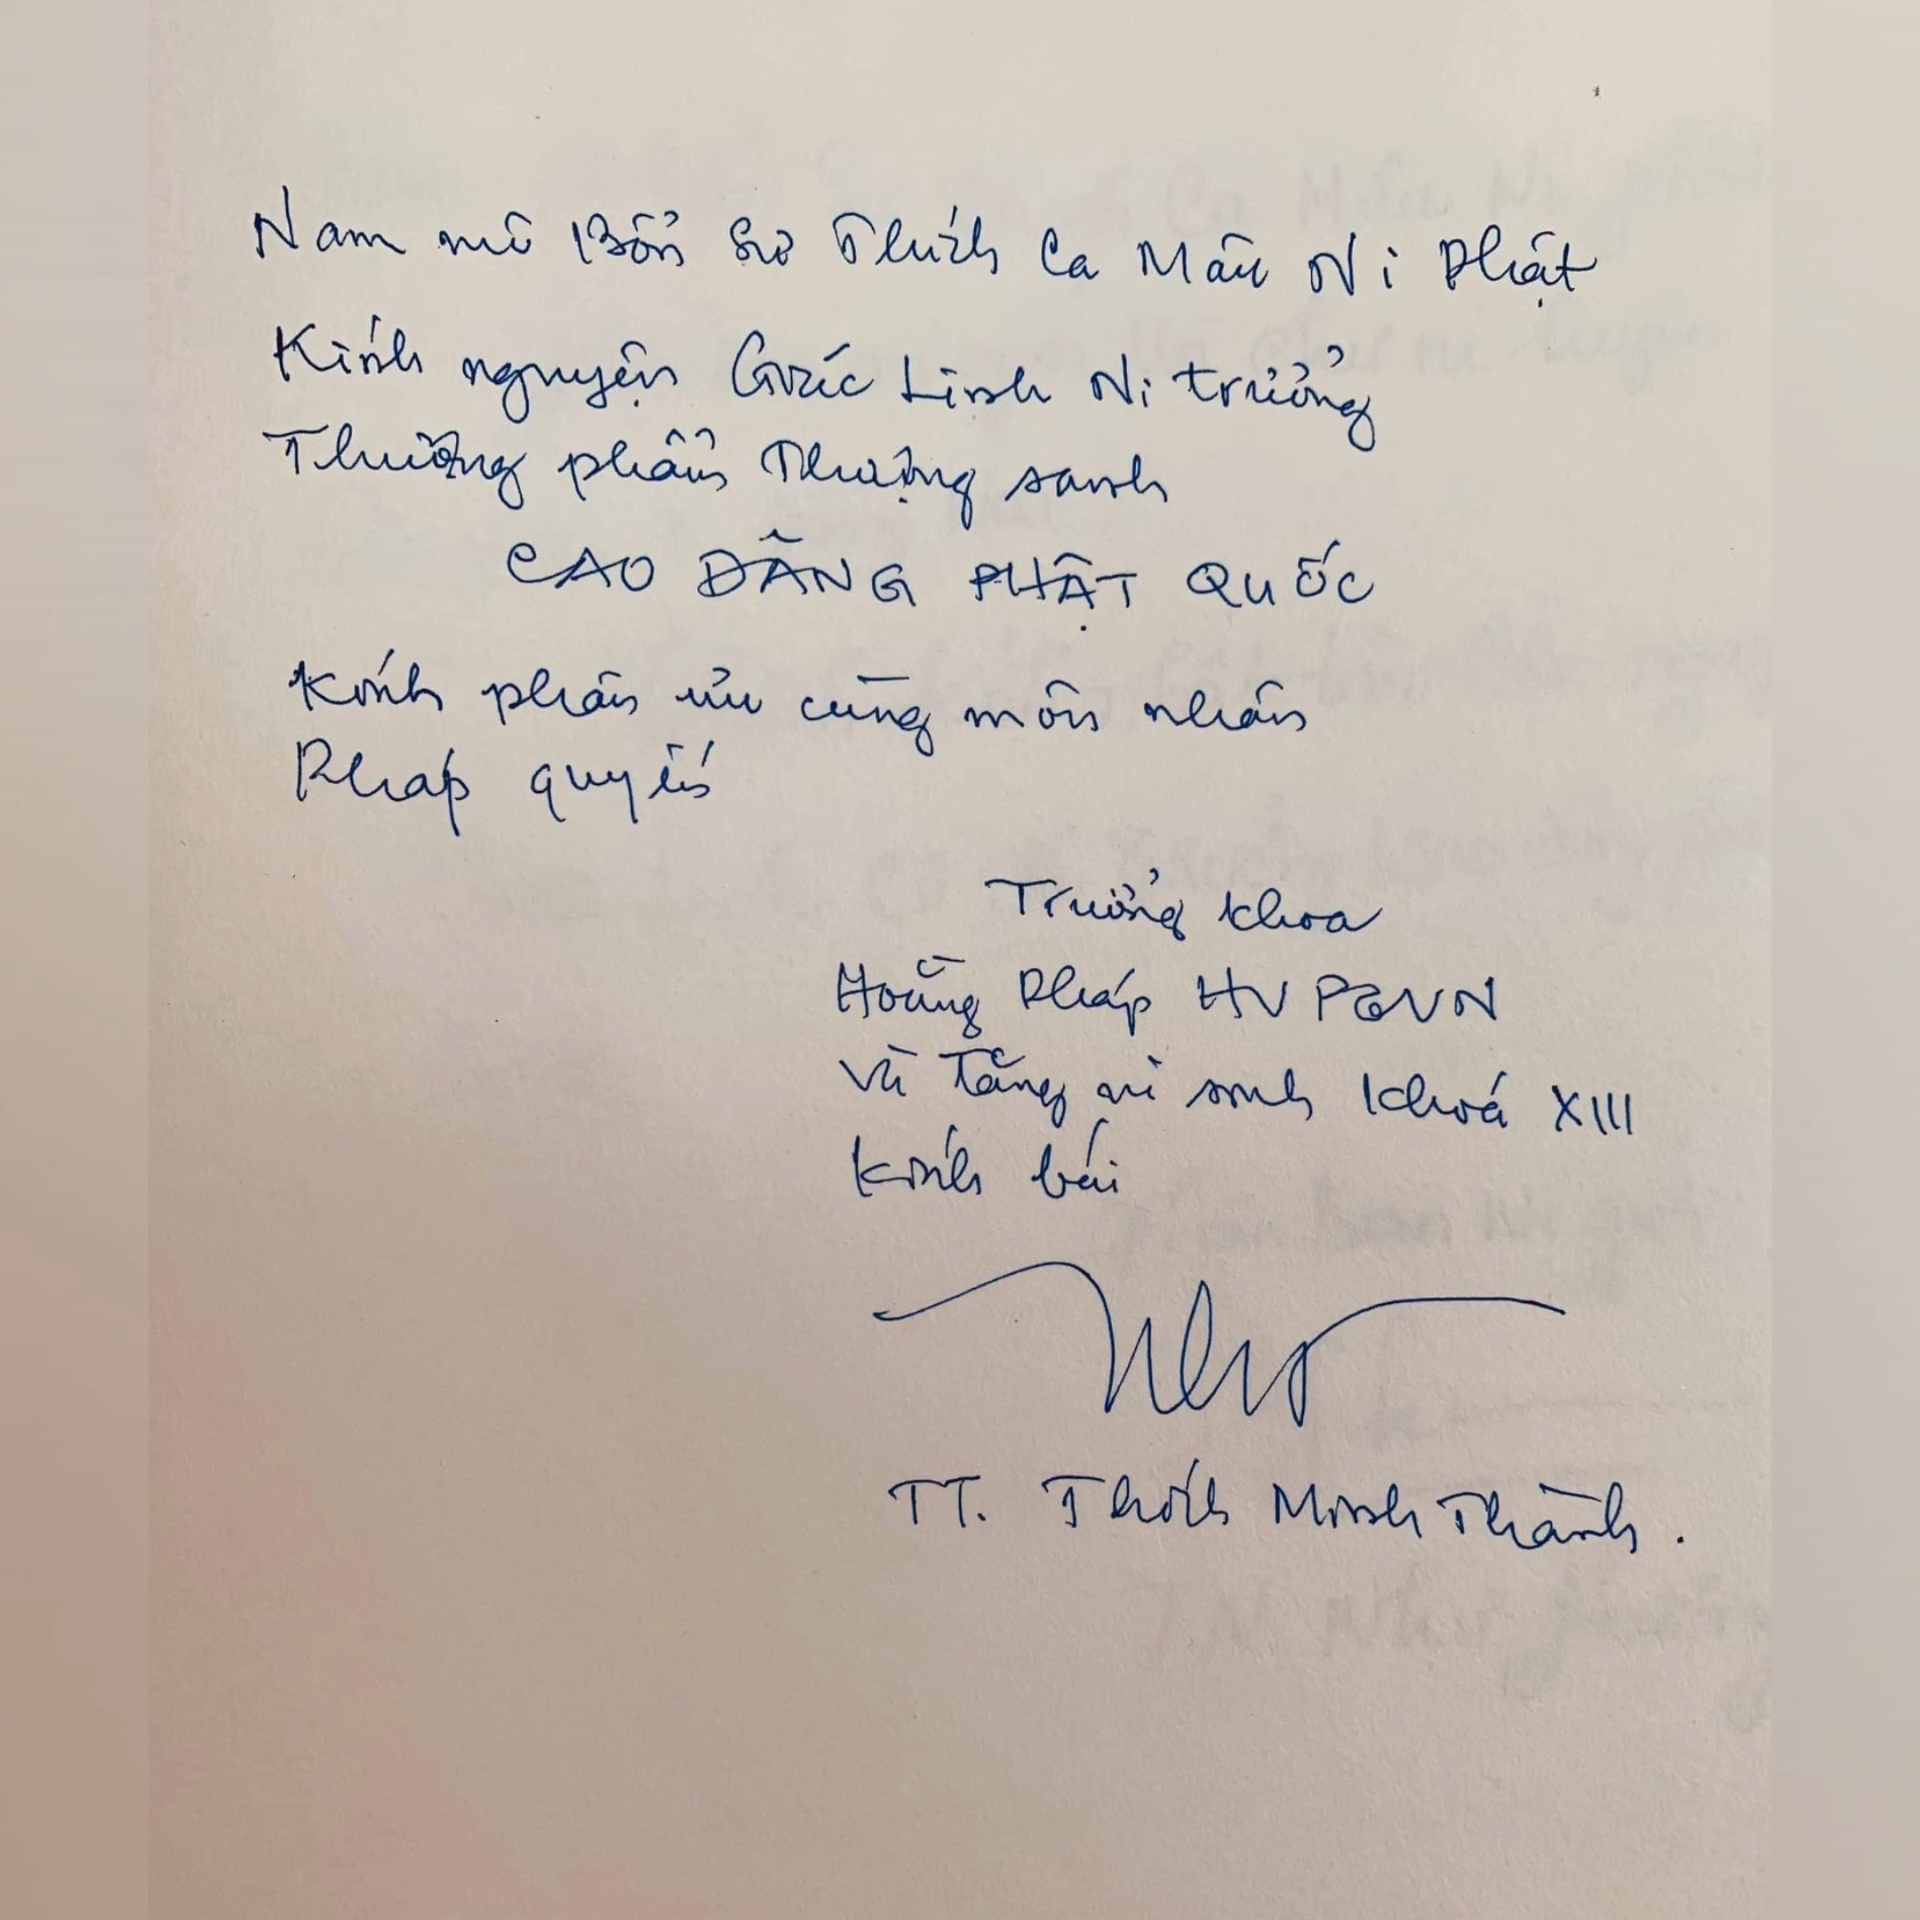 Nam mô Bổn Sư Thích Ca Mâu Ni Phật
Kính nguyện Giác Linh Ni trưởng
Thượng phẩm Thượng sanh
CAO ĐĂNG PHẬT QUỐC
Kính phân ưu cùng môn nhân
Pháp quyến
Trưởng khoa
Hoằng Pháp HVPGVN
Và Tăng ni sinh Khoá XIII
Kính bái
TT. Thích Minh Thành.